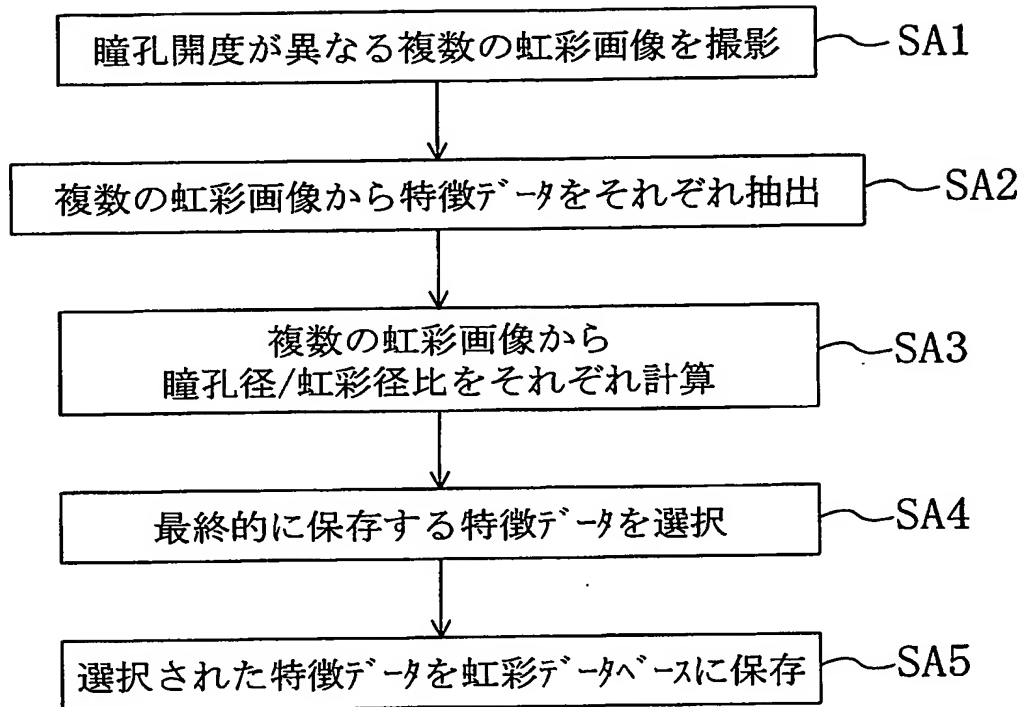 瞳孔開度が異なる複数の虹彩画像を撮影
SA1
複数の虹彩画像から特徴ﾃﾞｰﾀをそれぞれ抽出
SA2
複数の虹彩画像から
瞳孔径/虹彩径比をそれぞれ計算
SA3
最終的に保存する特徴ﾃﾞｰﾀを選択
SA4
選択された特徴ﾃﾞｰﾀを虹彩ﾃﾞｰﾀﾍﾞｰｽに保存
SA5